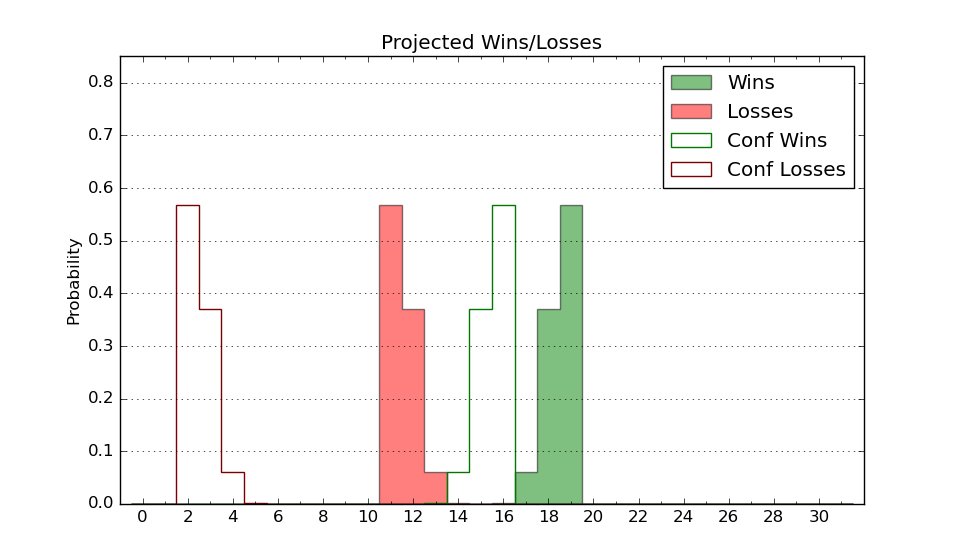 Projected Wins/Losses
0.8
0.7
0.6
0.5
0.4
0.3
0.2
0.1
0.0
Probability
Wins
Losses
Conf Wins
Conf Losses
0 2 4 6 8 10 12 14 16 18 20 22 24 26 28 30